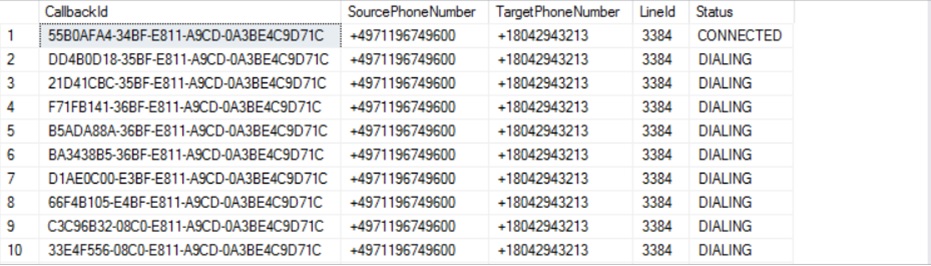 CallbackId SourcePhoneNumber TargetPhoneNumber LineId Status
1 55B0AFA4-34BF-E811-A9CD-0A3BE4C9D71C +4971196749600 +18042943213 3384 CONNECTED
2 DD4B0D18-35BF-E811-A9CD-0A3BE4C9D71C +4971196749600 +18042943213 3384 DIALING
3 21D41CBC-35BF-E811-A9CD-0A3BE4C9D71C +4971196749600 +18042943213 3384 DIALING
4 F71FB141-36BF-E811-A9CD-0A3BE4C9D71C +4971196749600 +18042943213 3384 DIALING
5 B5ADA88A-36BF-E811-A9CD-0A3BE4C9D71C +4971196749600 +18042943213 3384 DIALING
6 BA3438B5-36BF-E811-A9CD-0A3BE4C9D71C +4971196749600 +18042943213 3384 DIALING
7 D1AE0C00-E3BF-E811-A9CD-0A3BE4C9D71C +4971196749600 +18042943213 3384 DIALING
8 66F4B105-E4BF-E811-A9CD-0A3BE4C9D71C +4971196749600 +18042943213 3384 DIALING
9 C3C96B32-08C0-E811-A9CD-0A3BE4C9D71C +4971196749600 +18042943213 3384 DIALING
10 33E4F556-08C0-E811-A9CD-0A3BE4C9D71C +4971196749600 +18042943213 3384 DIALING